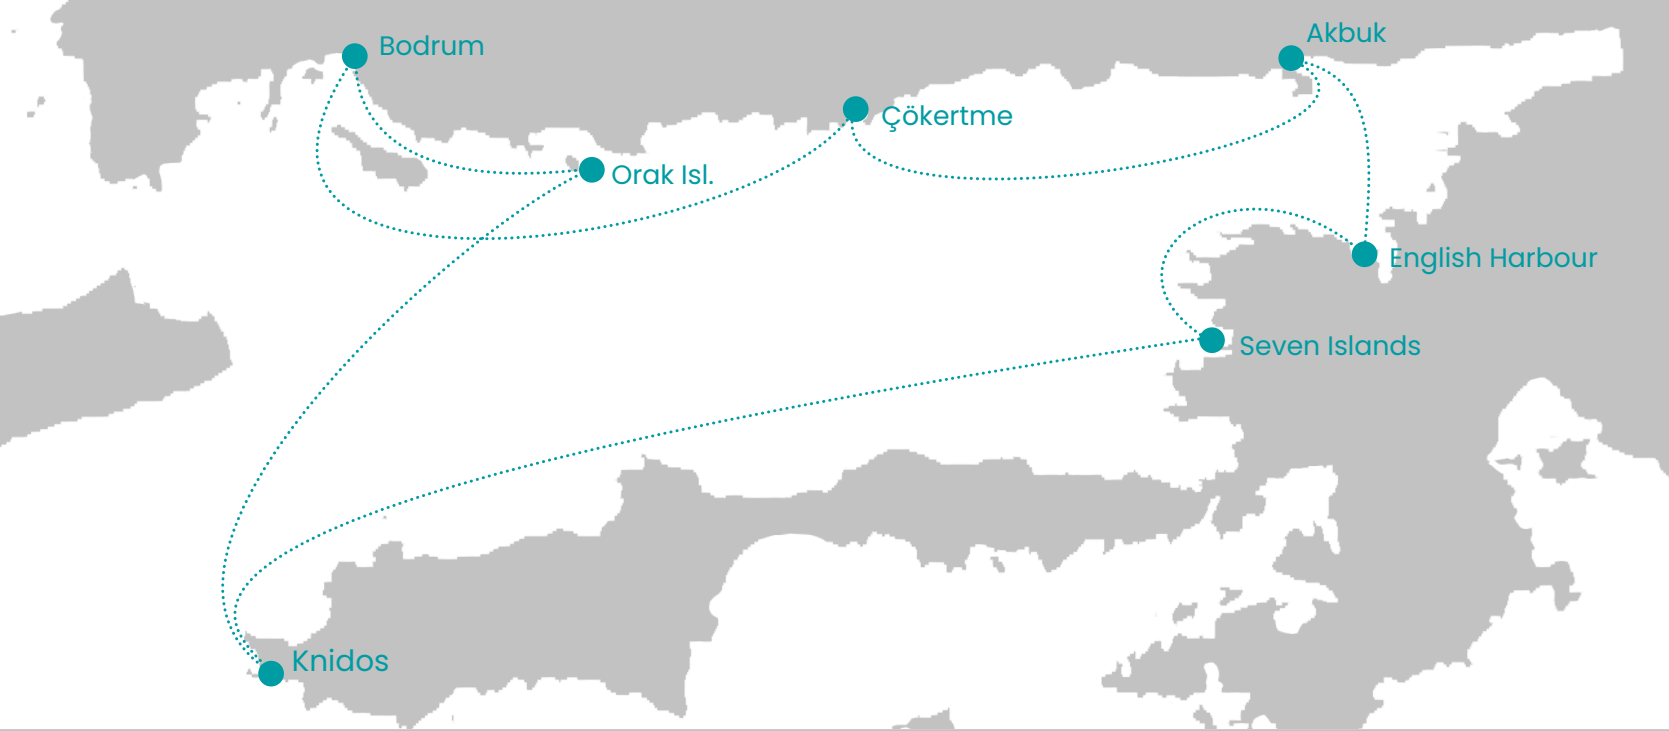 Akbuk
Bodrum
Çökertme
Orak Isl.
English Harbour
Seven Islands
Knidos